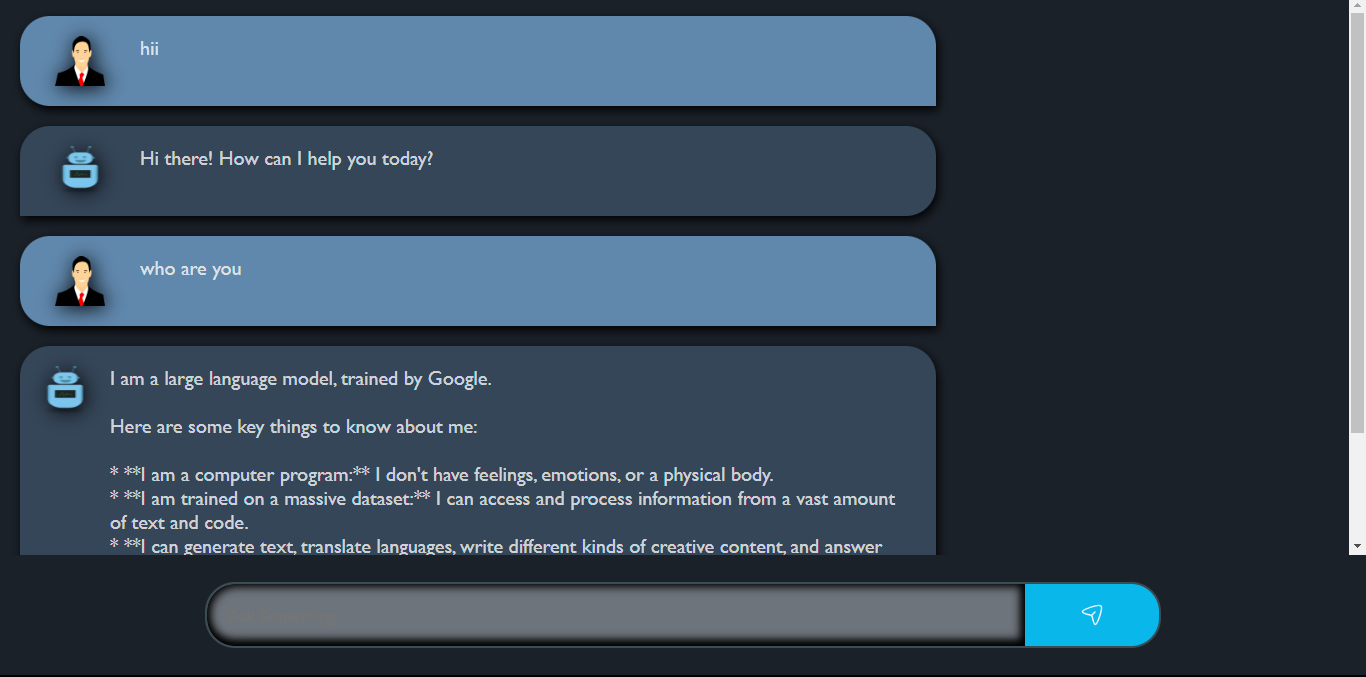 hii
Hi there! How can I help you today?
who are you
I am a large language model, trained by Google.
Here are some key things to know about me:
* **I am a computer program:** I don't have feelings, emotions, or a physical body.
* **I am trained on a massive dataset:** I can access and process information from a vast amount
of text and code.
* **I can generate text, translate languages, write different kinds of creative content, and answer